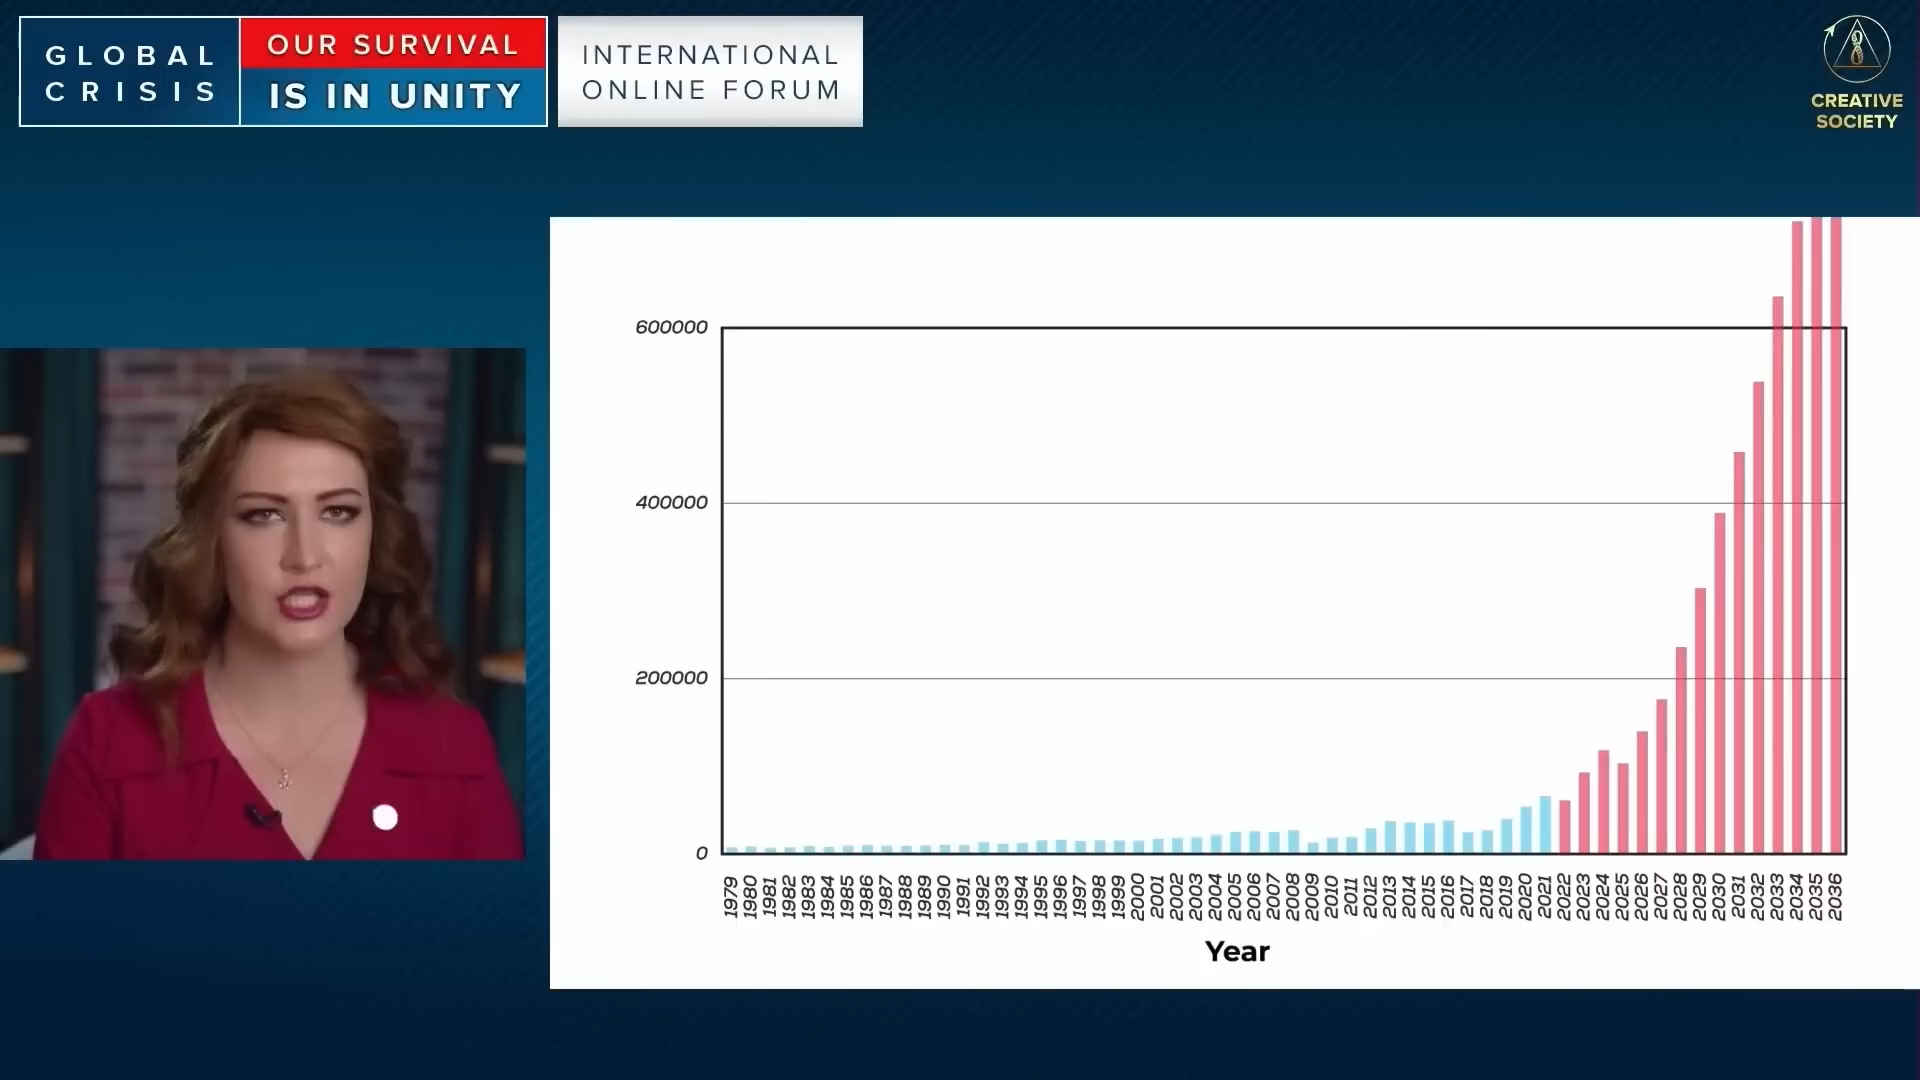 GLOBAL
CRISIS
OUR SURVIVAL
IS IN UNITY
INTERNATIONAL
ONLINE FORUM
CREATIVE
SOCIETY
600000
400000
200000
0
1979 1980 1981 1982 1983 1984 1985 1986 1987 1988 1989 1990 1991 1992 1993 1994 1995 1996 1997 1998 1999 2000 2001 2002 2003 2004 2005 2006 2007 2008 2009 2010 2011 2012 2013 2014 2015 2016 2017 2018 2019 2020 2021 2022 2023 2024 2025 2026 2027 2028 2029 2030 2031 2032 2033 2034 2035 2036
Year